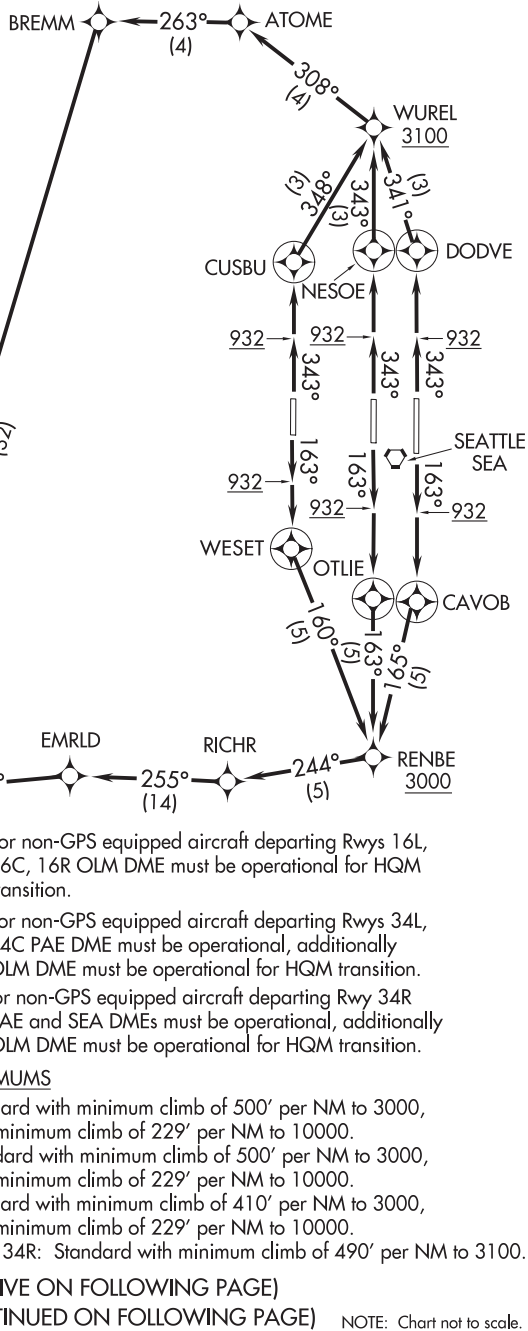 BREMM
263°
(4)
ATOME
308°
(4)
WUREL
3100
(3)
348°
(3)
343°
(3)
341°
CUSBU
NESOE
DODVE
932
932
932
343°
343°
343°
SEATTLE
SEA
163°
163°
163°
932
932
932
WESET
OTLIE
CAVOB
160°
(5)
163°
(5)
165°
(5)
EMRLD
RICHR
RENBE
3000
255°
(14)
244°
(5)
or non-GPS equipped aircraft departing Rwys 16L,
6C, 16R OLM DME must be operational for HQM
ansition.
or non-GPS equipped aircraft departing Rwys 34L,
4C PAE DME must be operational, additionally
OLM DME must be operational for HQM transition.
or non-GPS equipped aircraft departing Rwy 34R
AE and SEA DMEs must be operational, additionally
OLM DME must be operational for HQM transition.
MUMS
ard with minimum climb of 500' per NM to 3000,
minimum climb of 229' per NM to 10000.
dard with minimum climb of 500' per NM to 3000,
minimum climb of 229' per NM to 10000.
ard with minimum climb of 410' per NM to 3000,
minimum climb of 229' per NM to 10000.
34R: Standard with minimum climb of 490' per NM to 3100.
IVE ON FOLLOWING PAGE)
TINUED ON FOLLOWING PAGE)
NOTE: Chart not to scale.